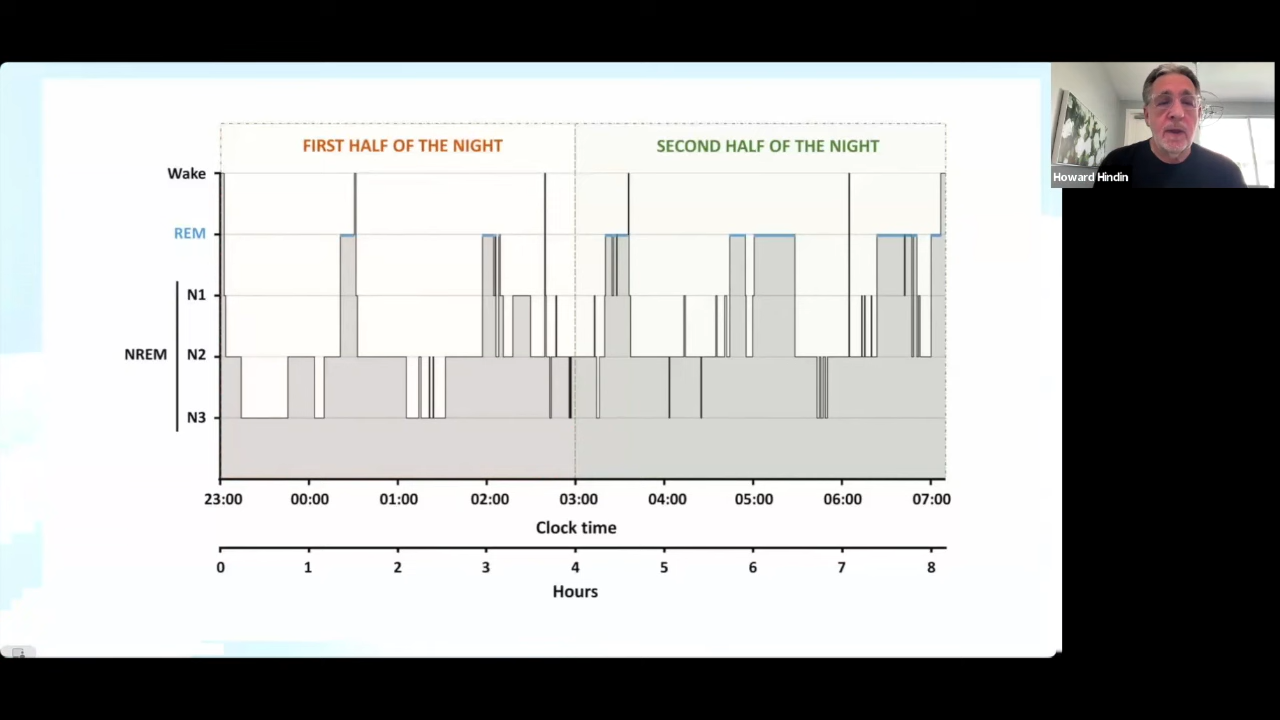 FIRST HALF OF THE NIGHT SECOND HALF OF THE NIGHT
Wake
REM
N1
NREM N2
N3
23:00 00:00 01:00 02:00 03:00 04:00 05:00 06:00 07:00
Clock time
0 1 2 3 4 5 6 7 8
Hours
Howard Hindin